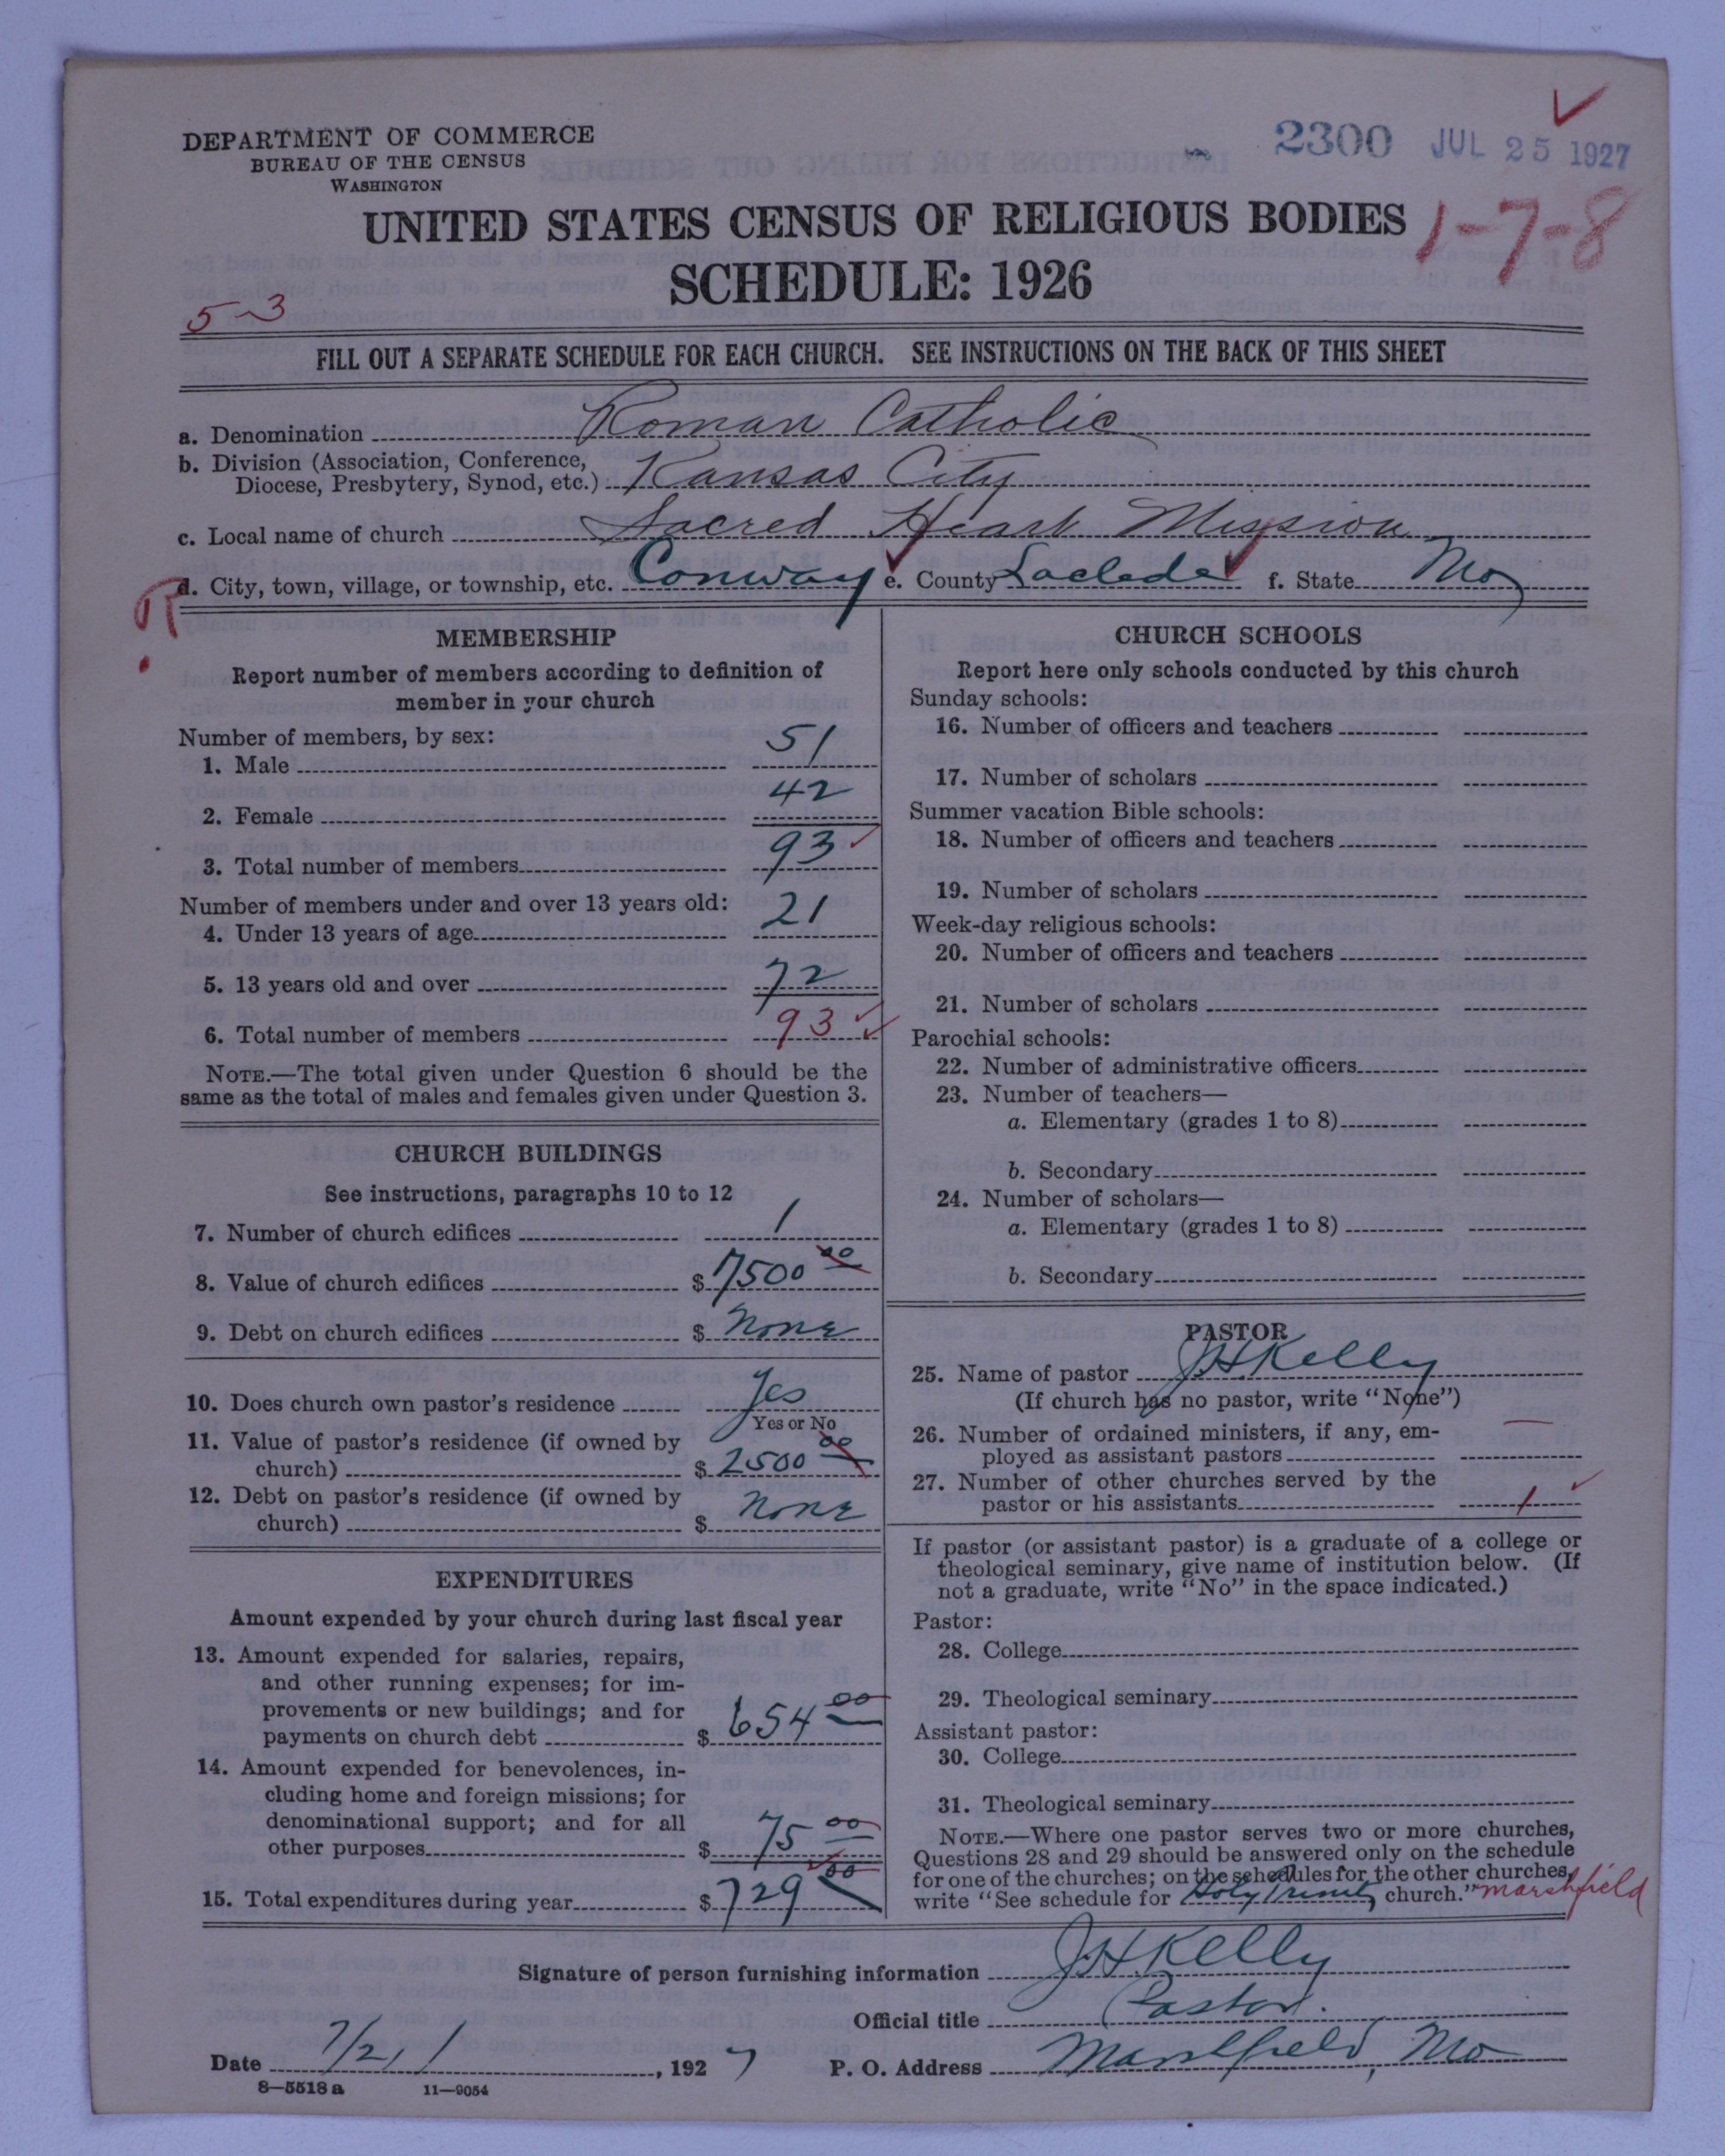 DEPARTMENT OF COMMERCE
BUREAU OF THE CENSUS
WASHINGTON
2300 JUL 25 1927
UNITED STATES CENSUS OF RELIGIOUS BODIES
1-7-8
SCHEDULE: 1926
5-3
FILL OUT A SEPARATE SCHEDULE FOR EACH CHURCH. SEE INSTRUCTIONS ON THE BACK OF THIS SHEET
a. Denomination Roman Catholic
b. Division (Association, Conference,
Diocese, Presbytery, Synod, etc.) Kansas City
c. Local name of church Sacred Heart Mission
d. City, town, village, or township, etc. Conway e. County Laclede f. State Mo
MEMBERSHIP
Report number of members according to definition of
member in your church
Number of members, by sex:
1. Male 51
2. Female 42
3. Total number of members 93
Number of members under and over 13 years old:
4. Under 13 years of age 21
5. 13 years old and over 72
6. Total number of members 93
NOTE.—The total given under Question 6 should be the
same as the total of males and females given under Question 3.
CHURCH BUILDINGS
See instructions, paragraphs 10 to 12
7. Number of church edifices 1
8. Value of church edifices $7500 00
9. Debt on church edifices $ None
10. Does church own pastor's residence Yes
Yes or No
11. Value of pastor's residence (if owned by
church) $2500 00
12. Debt on pastor's residence (if owned by
church) $ None
EXPENDITURES
Amount expended by your church during last fiscal year
13. Amount expended for salaries, repairs,
and other running expenses; for im-
provements or new buildings; and for
payments on church debt $ 654 00
14. Amount expended for benevolences, in-
cluding home and foreign missions; for
denominational support; and for all
other purposes $ 75 00
15. Total expenditures during year $729 00
CHURCH SCHOOLS
Report here only schools conducted by this church
Sunday schools:
16. Number of officers and teachers
17. Number of scholars
Summer vacation Bible schools:
18. Number of officers and teachers
19. Number of scholars
Week-day religious schools:
20. Number of officers and teachers
21. Number of scholars
Parochial schools:
22. Number of administrative officers
23. Number of teachers—
a. Elementary (grades 1 to 8)
b. Secondary
24. Number of scholars—
a. Elementary (grades 1 to 8)
b. Secondary
PASTOR
25. Name of pastor J H Kelly
(If church has no pastor, write "None")
26. Number of ordained ministers, if any, em-
ployed as assistant pastors —
27. Number of other churches served by the
pastor or his assistants 1
If pastor (or assistant pastor) is a graduate of a college or
theological seminary, give name of institution below. (If
not a graduate, write "No" in the space indicated.)
Pastor:
28. College
29. Theological seminary
Assistant pastor:
30. College
31. Theological seminary
NOTE.—Where one pastor serves two or more churches,
Questions 28 and 29 should be answered only on the schedule
for one of the churches; on the schedules for the other churches,
write "See schedule for Holy Trinity church." Marshfield
Signature of person furnishing information J H Kelly
Official title Pastor.
Date 7/21, 1927 P. O. Address Marshfield, Mo
8—5518 a 11—9054